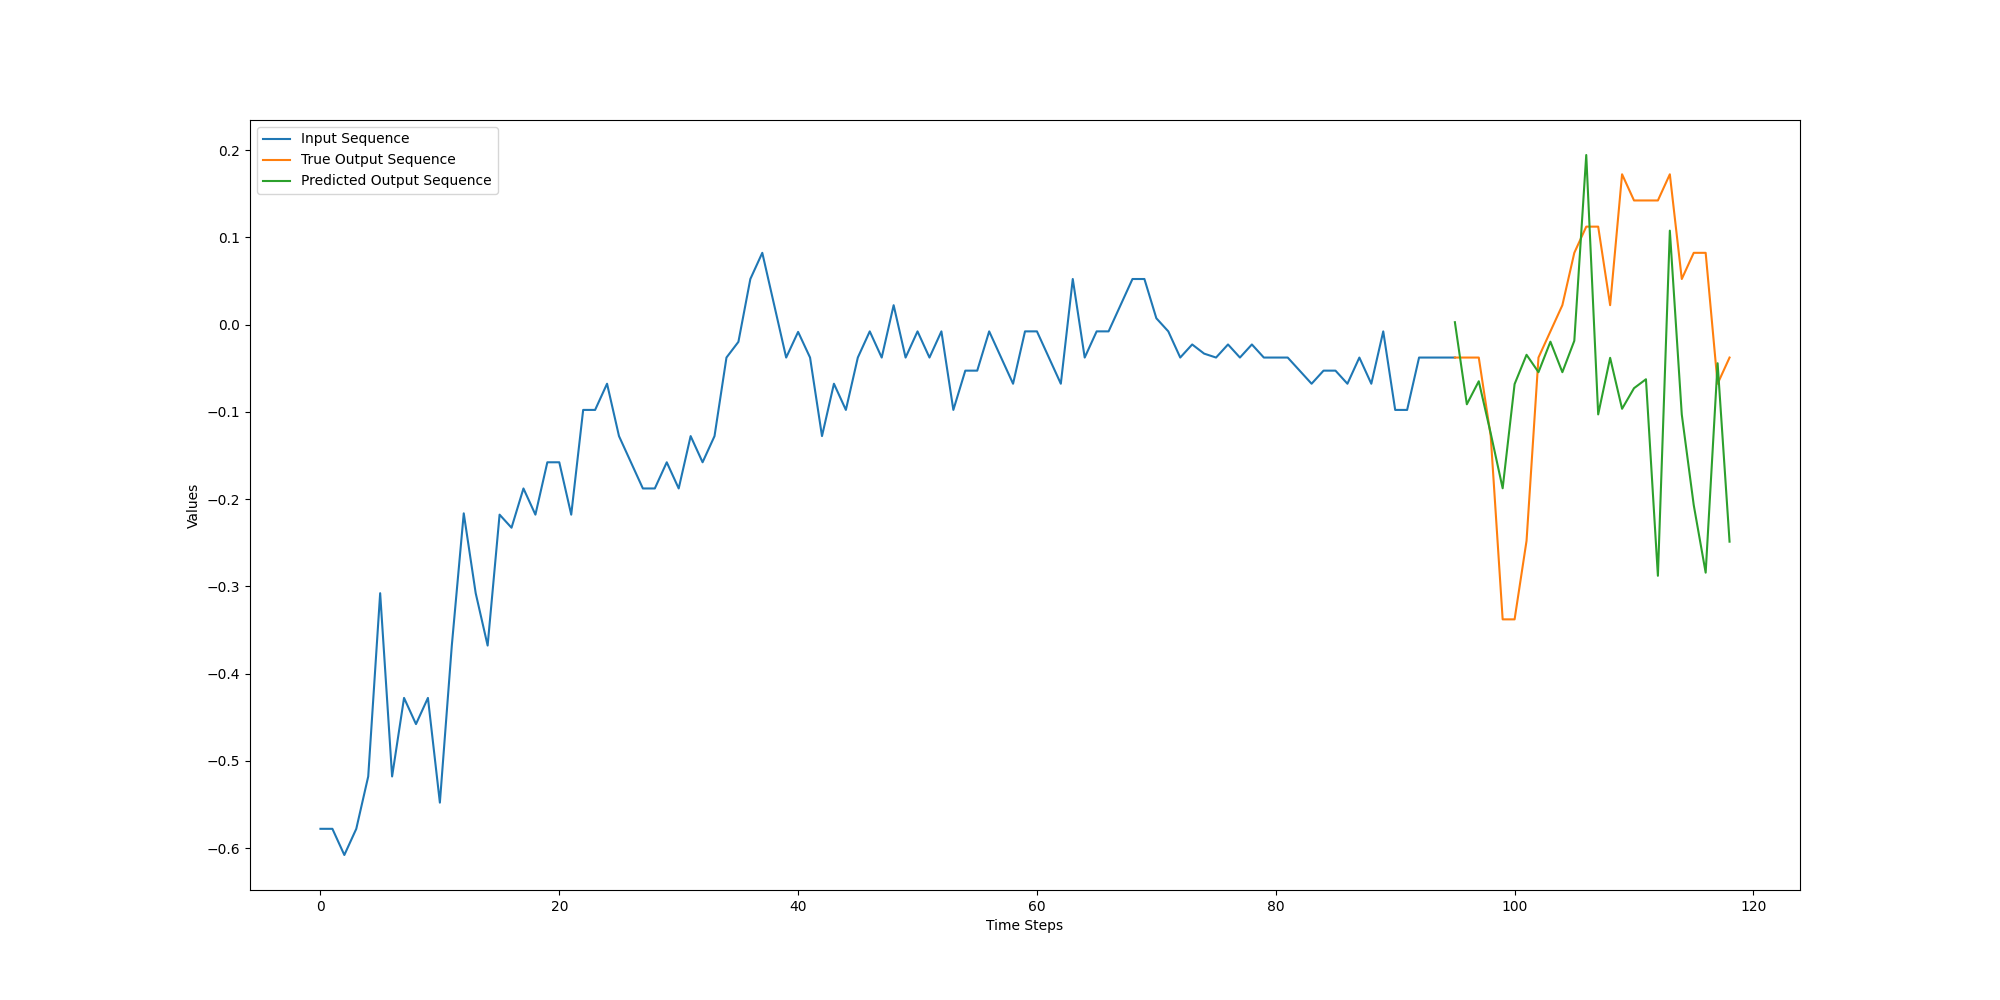 Input Sequence
True Output Sequence
Predicted Output Sequence
0.2
0.1
0.0
−0.1
−0.2
−0.3
−0.4
−0.5
−0.6
Values
0 20 40 60 80 100 120
Time Steps